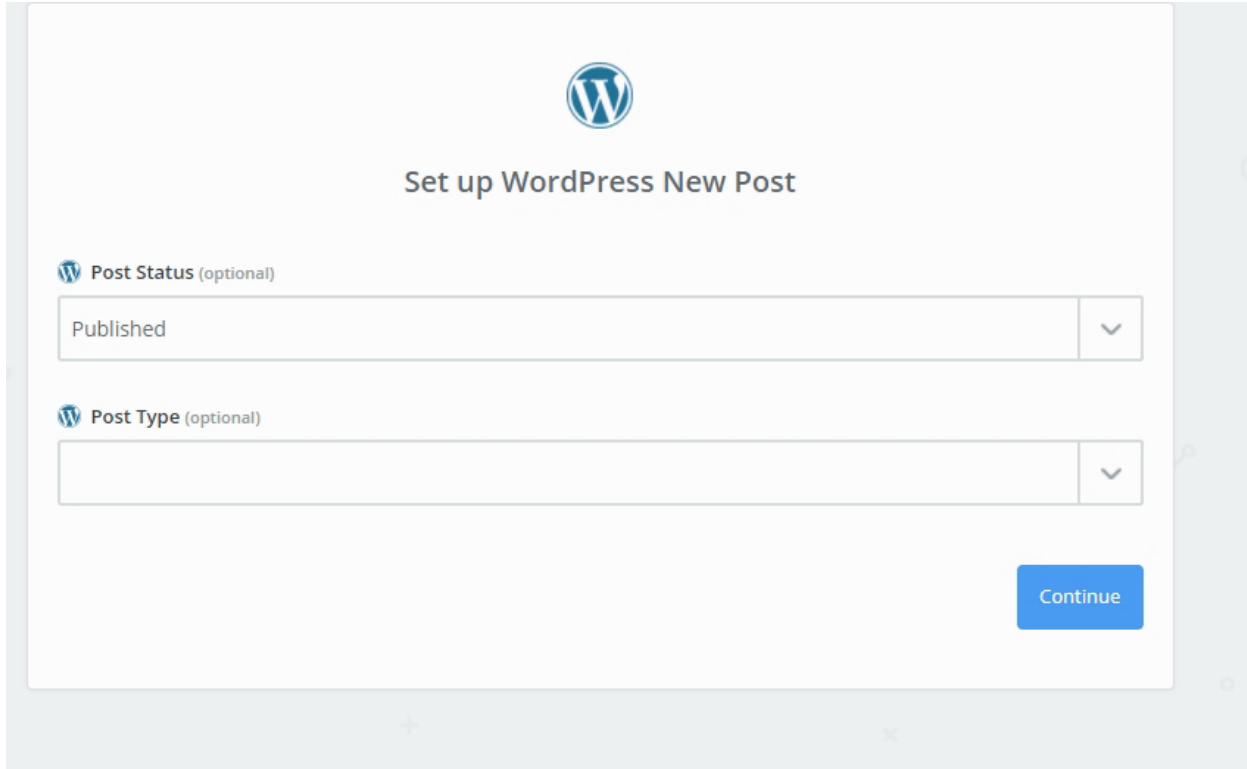 Set up WordPress New Post
Post Status (optional)
Published
Post Type (optional)
Continue